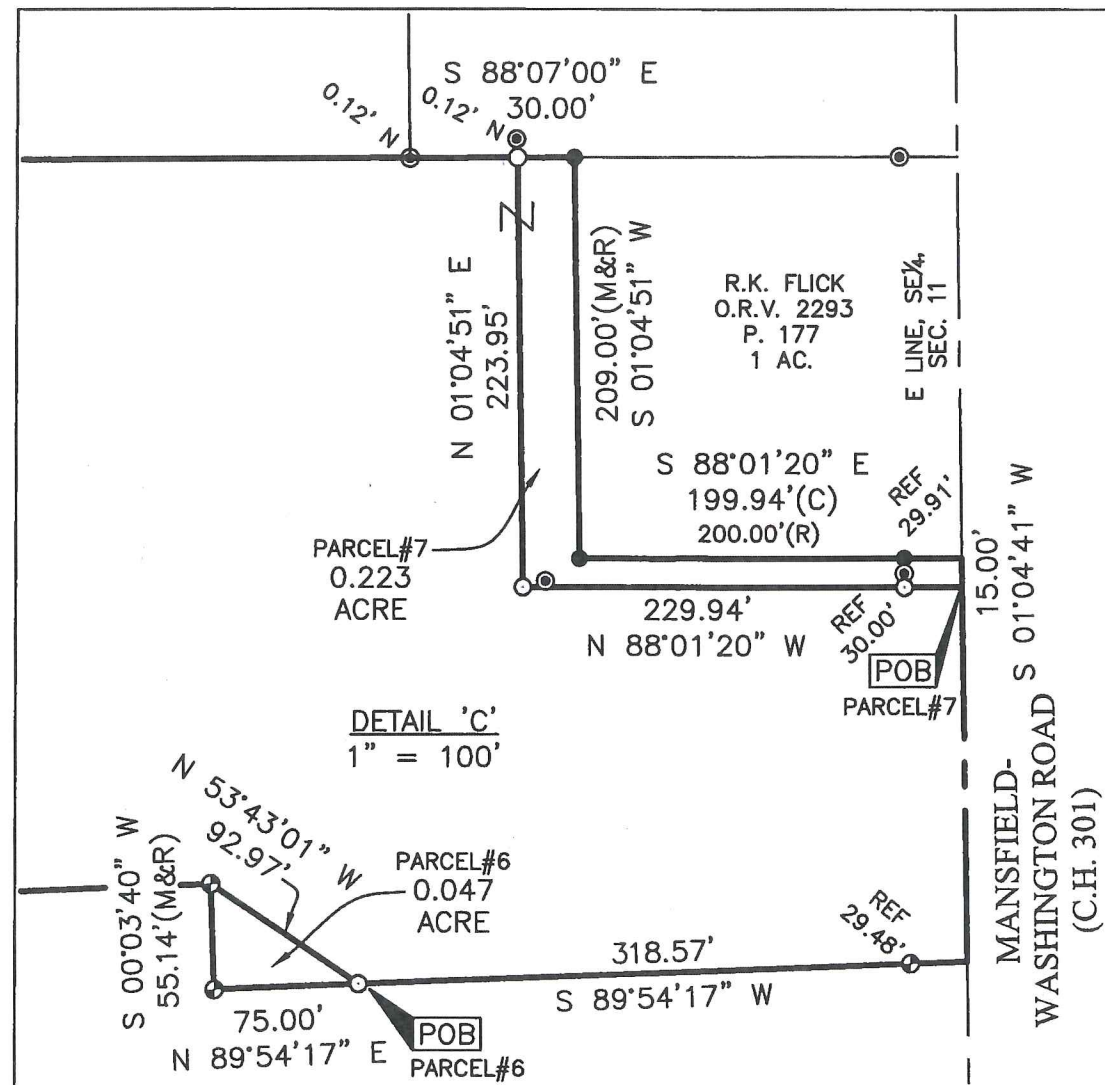 S 88°07'00" E
30.00'
0.12' N
0.12' N
N 01°04'51" E
223.95'
209.00'(M&R)
S 01°04'51" W
R.K. FLICK
O.R.V. 2293
P. 177
1 AC.
E LINE, SE¼,
SEC. 11
S 88°01'20" E
199.94'(C)
200.00'(R)
REF
29.91'
15.00'
S 01°04'41" W
PARCEL#7
0.223
ACRE
229.94'
N 88°01'20" W
REF
30.00'
POB
PARCEL#7
DETAIL 'C'
1" = 100'
N 53°43'01" W
92.97'
PARCEL#6
0.047
ACRE
S 00°03'40" W
55.14'(M&R)
REF
29.48'
318.57'
S 89°54'17" W
75.00'
N 89°54'17" E
POB
PARCEL#6
MANSFIELD-
WASHINGTON ROAD
(C.H. 301)